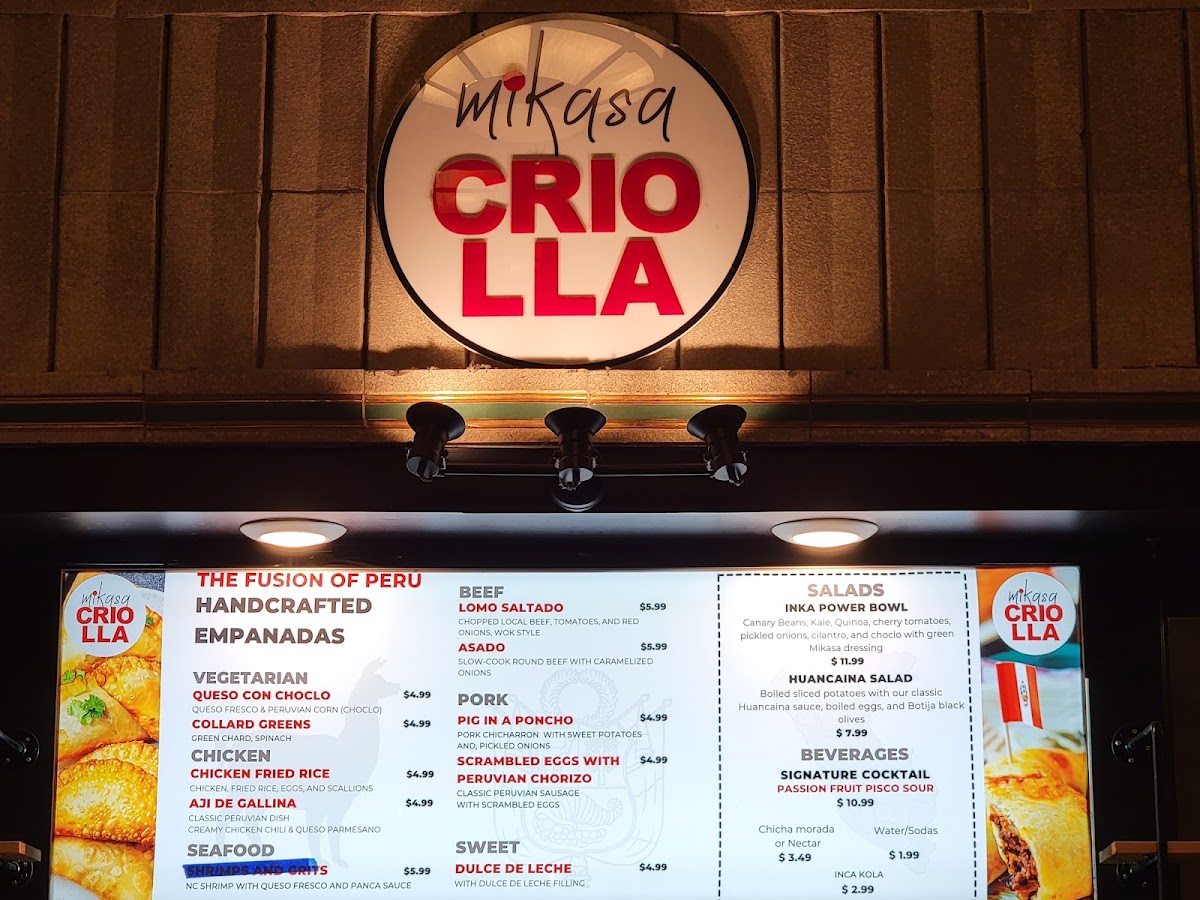 mikasa
CRIO
LLA
mikasa
CRIO
LLA
THE FUSION OF PERÚ
HANDCRAFTED
EMPANADAS
VEGETARIAN
QUESO CON CHOCLO $4.99
QUESO FRESCO & PERUVIAN CORN (CHOCLO)
COLLARD GREENS $4.99
GREEN CHARD, SPINACH
CHICKEN
CHICKEN FRIED RICE $4.99
CHICKEN, FRIED RICE, EGGS, AND SCALLIONS
AJI DE GALLINA $4.99
CLASSIC PERUVIAN DISH
CREAMY CHICKEN CHILI & QUESO PARMESANO
SEAFOOD
SHRIMPS AND GRITS $5.99
NC SHRIMP WITH QUESO FRESCO AND PANCA SAUCE
BEEF
LOMO SALTADO $5.99
CHOPPED LOCAL BEEF, TOMATOES, AND RED
ONIONS, WOK STYLE
ASADO $5.99
SLOW-COOK ROUND BEEF WITH CARAMELIZED
ONIONS
PORK
PIG IN A PONCHO $4.99
PORK CHICHARRON WITH SWEET POTATOES
AND, PICKLED ONIONS
SCRAMBLED EGGS WITH $4.99
PERUVIAN CHORIZO
CLASSIC PERUVIAN SAUSAGE
WITH SCRAMBLED EGGS
SWEET
DULCE DE LECHE $4.99
WITH DULCE DE LECHE FILLING
SALADS
INKA POWER BOWL
Canary Beans, Kale, Quinoa, cherry tomatoes,
pickled onions, cilantro, and choclo with green
Mikasa dressing
$ 11.99
HUANCAINA SALAD
Boiled sliced potatoes with our classic
Huancaina sauce, boiled eggs, and Botija black
olives
$ 7.99
BEVERAGES
SIGNATURE COCKTAIL
PASSION FRUIT PISCO SOUR
$ 10.99
Chicha morada
or Nectar
$ 3.49
Water/Sodas
$ 1.99
INCA KOLA
$ 2.99
mikasa
CRIO
LLA